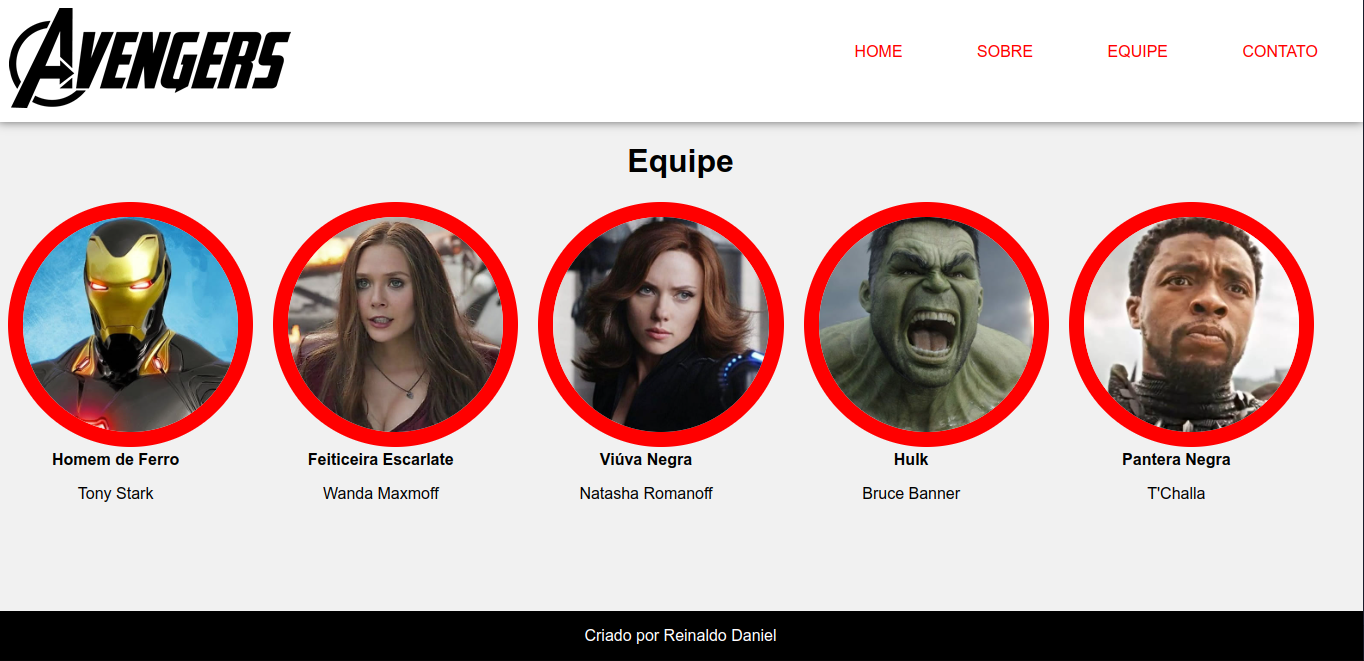 AVENGERS
HOME SOBRE EQUIPE CONTATO
Equipe
Homem de Ferro
Tony Stark
Feiticeira Escarlate
Wanda Maxmoff
Viúva Negra
Natasha Romanoff
Hulk
Bruce Banner
Pantera Negra
T'Challa
Criado por Reinaldo Daniel